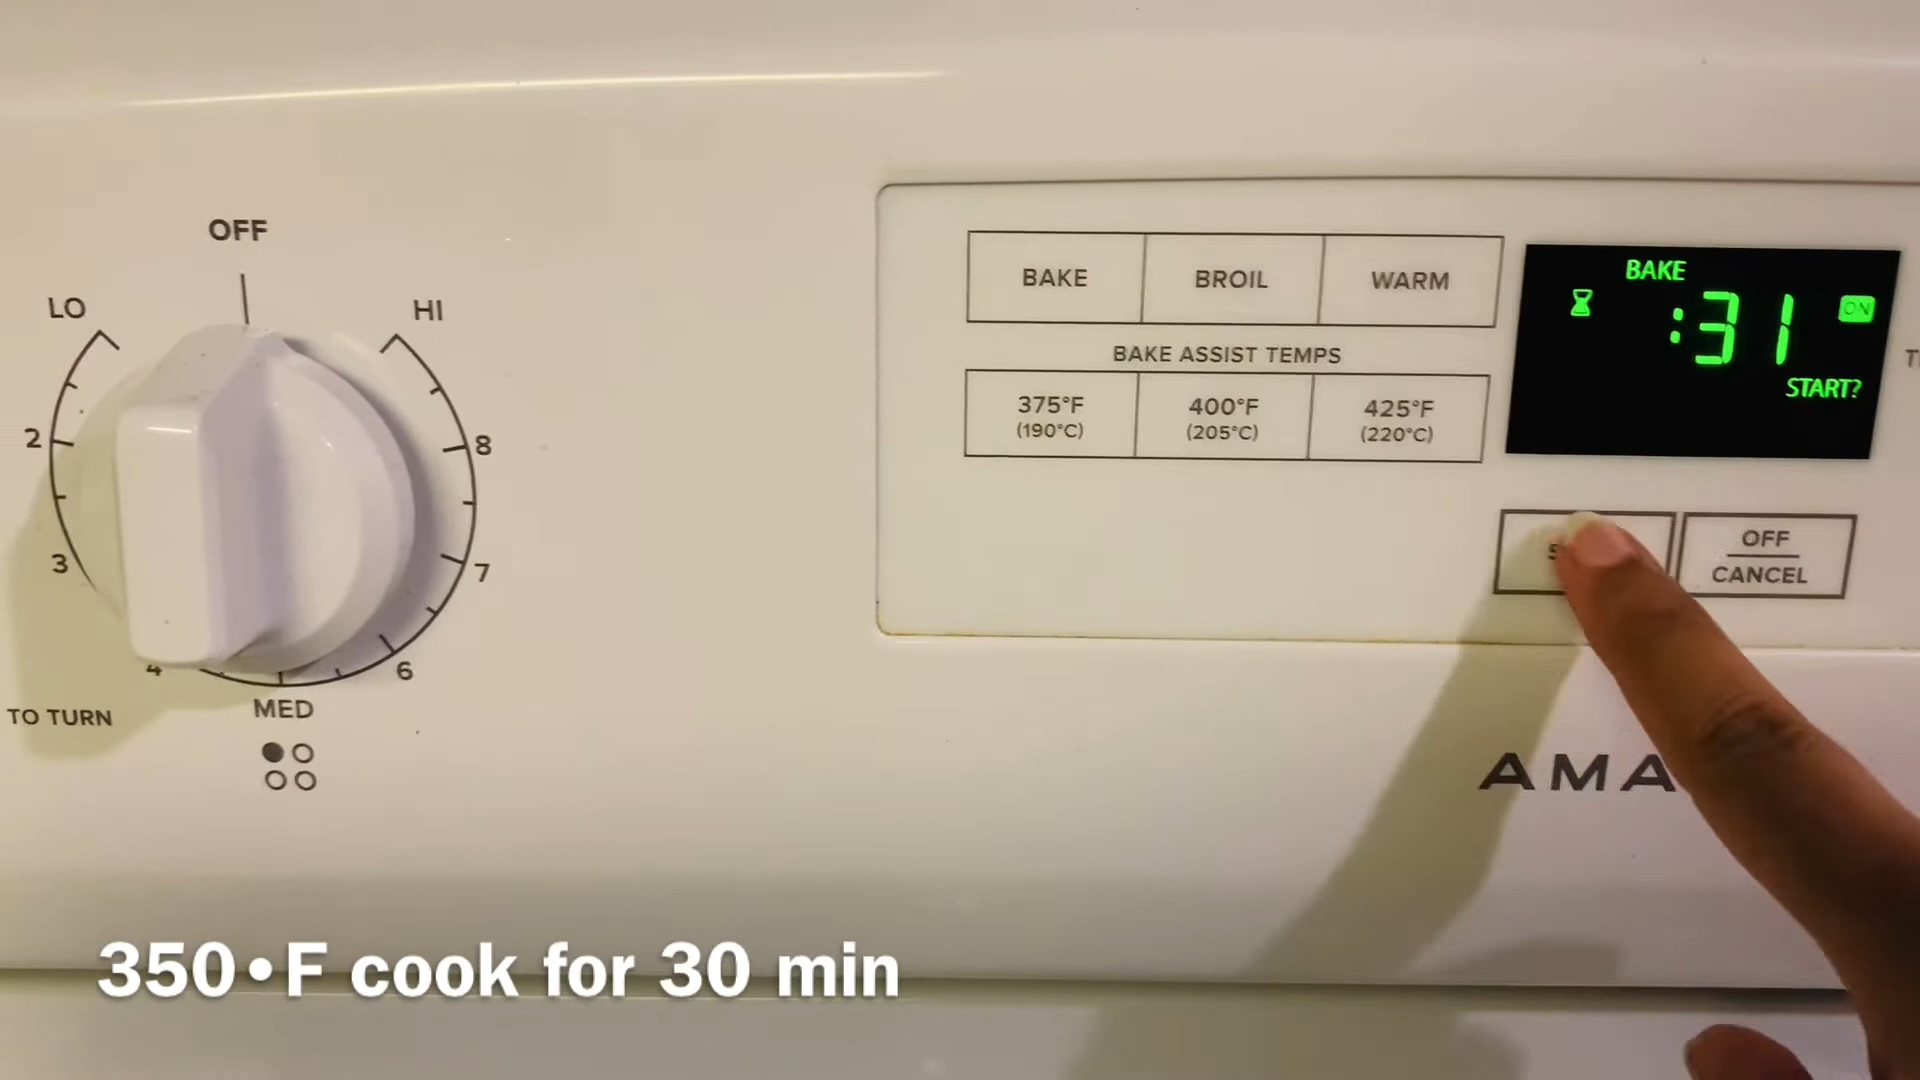 OFF
LO
HI
2
8
3
7
4
6
MED
TO TURN
BAKE
BROIL
WARM
BAKE ASSIST TEMPS
375°F
(190°C)
400°F
(205°C)
425°F
(220°C)
BAKE
:31
ON
START?
OFF
CANCEL
350•F cook for 30 min